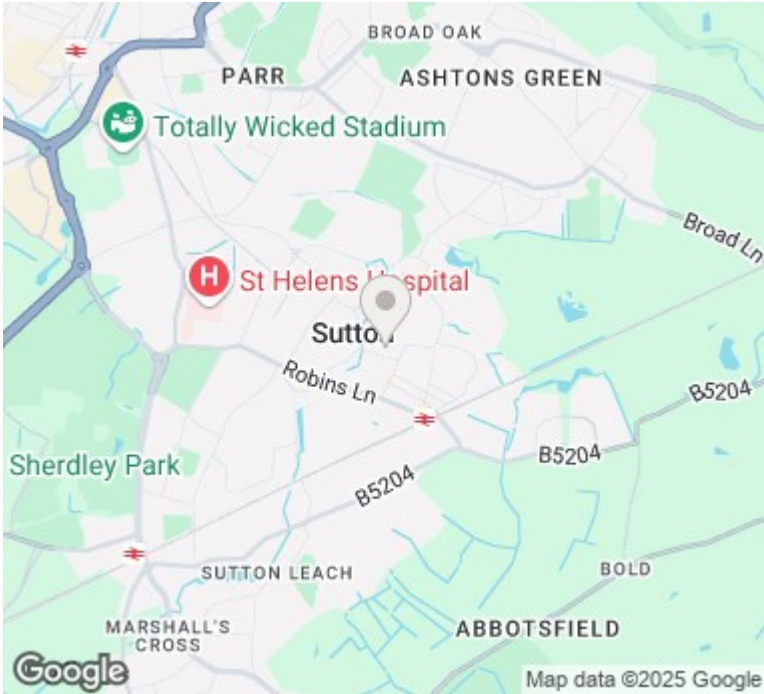 BROAD OAK
PARR
ASHTONS GREEN
Totally Wicked Stadium
Broad Ln
H
St Helens Hospital
Sutton
Robins Ln
B5204
B5204
B5204
Sherdley Park
SUTTON LEACH
BOLD
MARSHALL'S
CROSS
ABBOTSFIELD
Google
Map data ©2025 Google